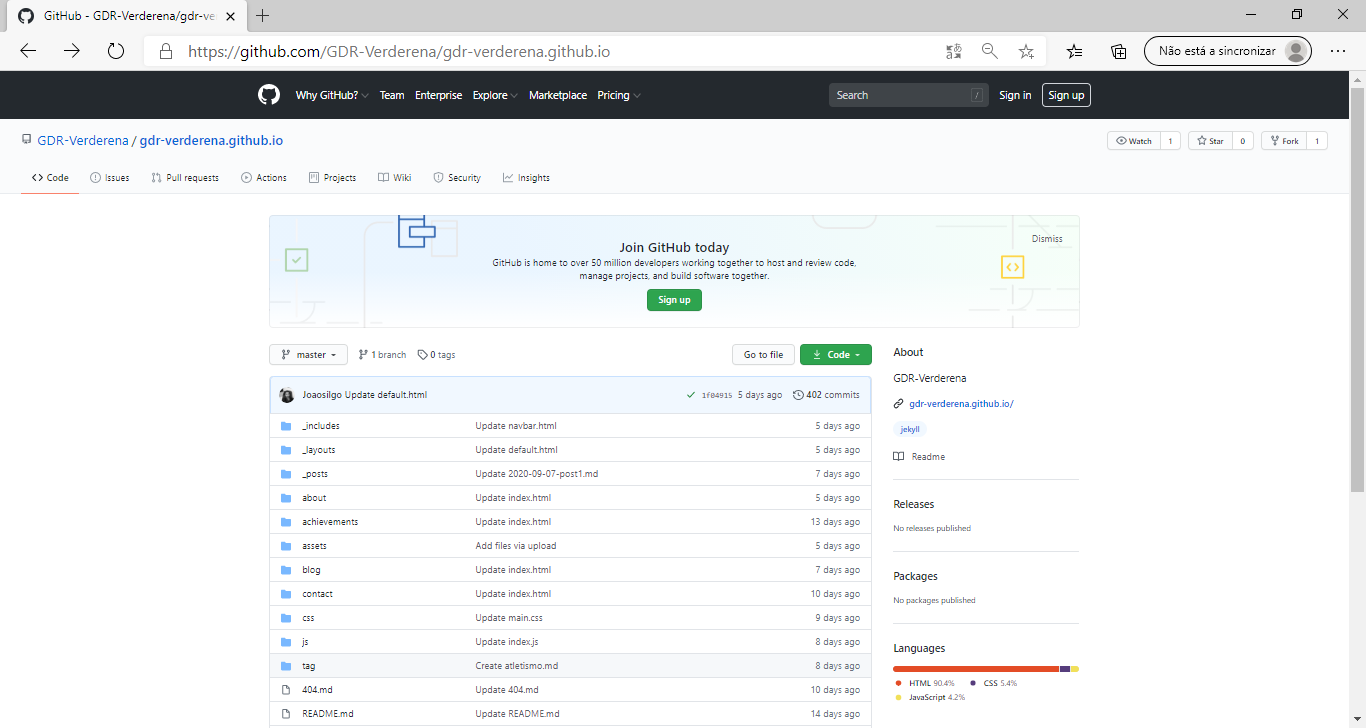 GitHub - GDR-Verderena/gdr-ve
https://github.com/GDR-Verderena/gdr-verderena.github.io
Não está a sincronizar
Why GitHub? Team Enterprise Explore Marketplace Pricing Search / Sign in Sign up
GDR-Verderena / gdr-verderena.github.io Watch 1 Star 0 Fork 1
Code Issues Pull requests Actions Projects Wiki Security Insights
Join GitHub today
Dismiss
GitHub is home to over 50 million developers working together to host and review code,
manage projects, and build software together.
Sign up
master 1 branch 0 tags Go to file Code
Joaosilgo Update default.html 1f04915 5 days ago 402 commits
_includes Update navbar.html 5 days ago
_layouts Update default.html 5 days ago
_posts Update 2020-09-07-post1.md 7 days ago
about Update index.html 5 days ago
achievements Update index.html 13 days ago
assets Add files via upload 5 days ago
blog Update index.html 7 days ago
contact Update index.html 10 days ago
css Update main.css 9 days ago
js Update index.js 8 days ago
tag Create atletismo.md 8 days ago
404.md Update 404.md 10 days ago
README.md Update README.md 14 days ago
About
GDR-Verderena
gdr-verderena.github.io/
jekyll
Readme
Releases
No releases published
Packages
No packages published
Languages
HTML 90.4% CSS 5.4%
JavaScript 4.2%